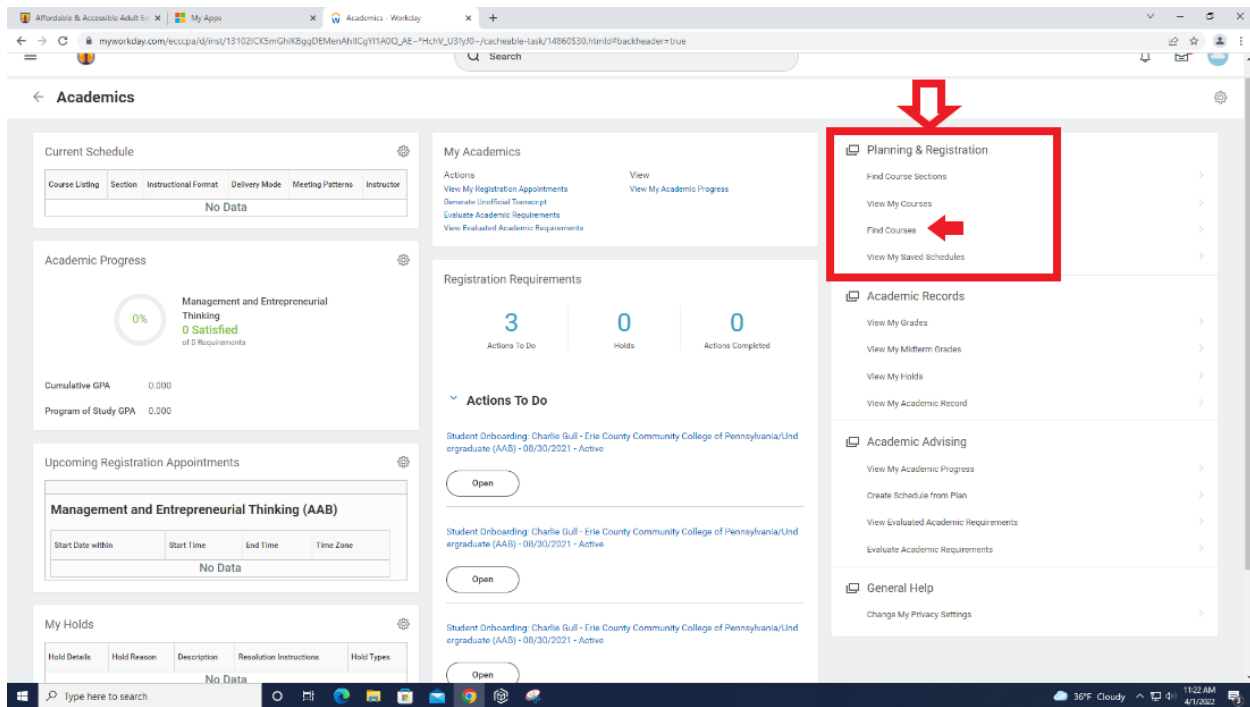 Affordable & Accessible Adult Ed
My Apps
Academics - Workday
Search
Academics
Current Schedule
Course Listing Section Instructional Format Delivery Mode Meeting Patterns Instructor
No Data
Academic Progress
0%
Management and Entrepreneurial
Thinking
0 Satisfied
of 0 Requirements
Cumulative GPA 0.000
Program of Study GPA 0.000
Upcoming Registration Appointments
Management and Entrepreneurial Thinking (AAB)
Start Date within Start Time End Time Time Zone
No Data
My Holds
Hold Details Hold Reason Description Resolution Instructions Hold Types
No Data
My Academics
Actions View
View My Registration Appointments View My Academic Progress
Generate Unofficial Transcript
Evaluate Academic Requirements
View Evaluated Academic Requirements
Registration Requirements
3 0 0
Actions To Do Holds Actions Completed
Actions To Do
Student Onboarding: Charlie Gull - Erie County Community College of Pennsylvania/Und
ergraduate (AAB) - 08/30/2021 - Active
Open
Student Onboarding: Charlie Gull - Erie County Community College of Pennsylvania/Und
ergraduate (AAB) - 08/30/2021 - Active
Open
Student Onboarding: Charlie Gull - Erie County Community College of Pennsylvania/Und
ergraduate (AAB) - 08/30/2021 - Active
Open
Planning & Registration
Find Course Sections
View My Courses
Find Courses
View My Saved Schedules
Academic Records
View My Grades
View My Midterm Grades
View My Holds
View My Academic Record
Academic Advising
View My Academic Progress
Create Schedule from Plan
View Evaluated Academic Requirements
Evaluate Academic Requirements
General Help
Change My Privacy Settings
Type here to search
36°F Cloudy
11:22 AM
4/1/2022